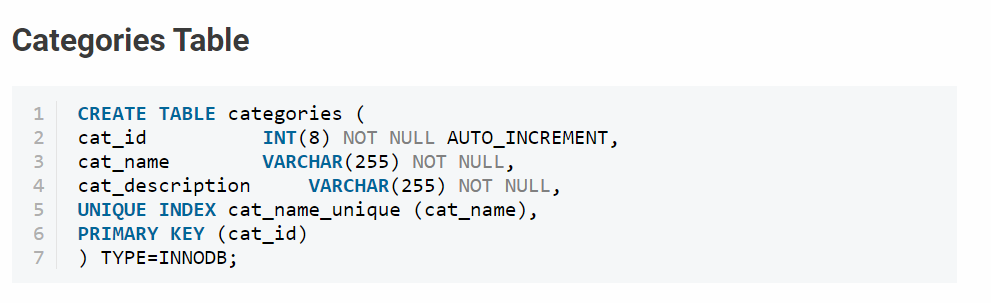 Categories Table
1 CREATE TABLE categories (
2 cat_id          INT(8) NOT NULL AUTO_INCREMENT,
3 cat_name        VARCHAR(255) NOT NULL,
4 cat_description     VARCHAR(255) NOT NULL,
5 UNIQUE INDEX cat_name_unique (cat_name),
6 PRIMARY KEY (cat_id)
7 ) TYPE=INNODB;